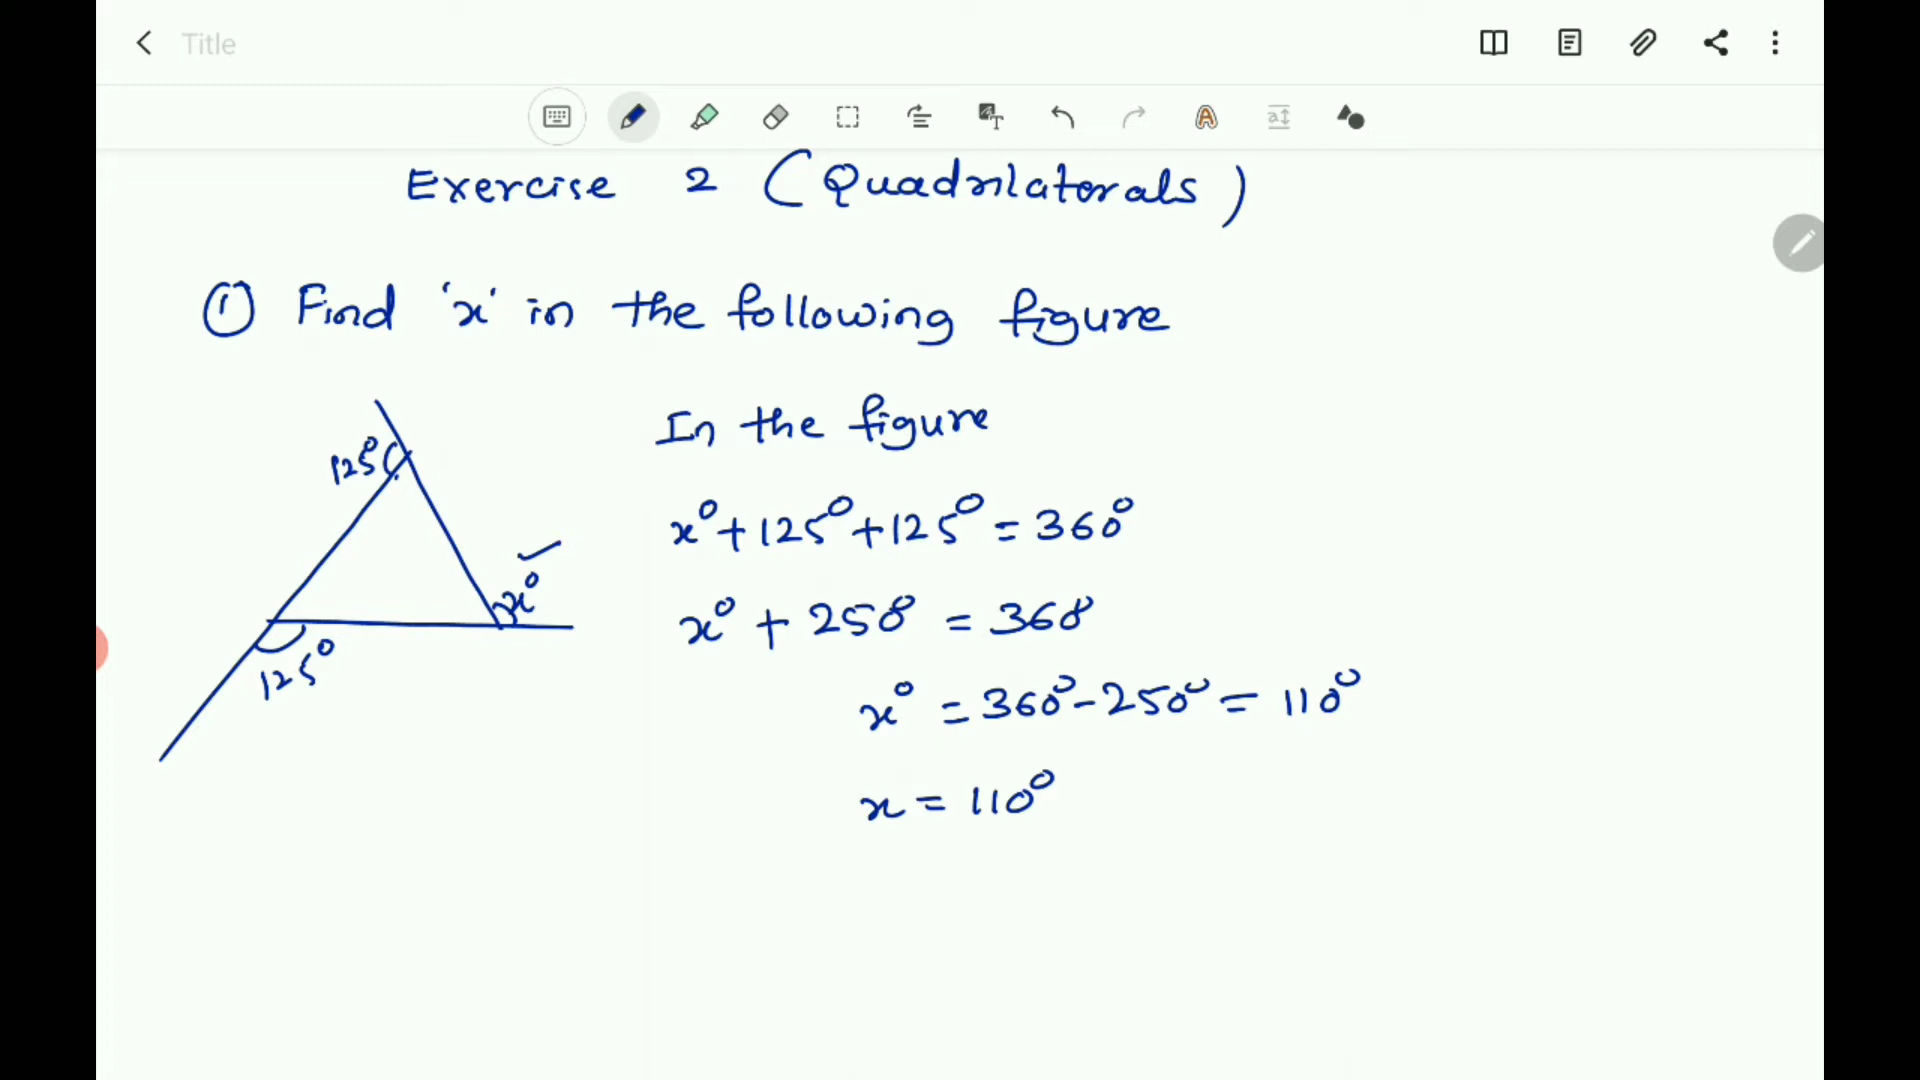 Title
Exercise 2 (Quadrilaterals)
① Find 'x' in the following figure
125°
x°
125°
In the figure
x° + 125° + 125° = 360°
x° + 250° = 360°
x° = 360° - 250° = 110°
x = 110°